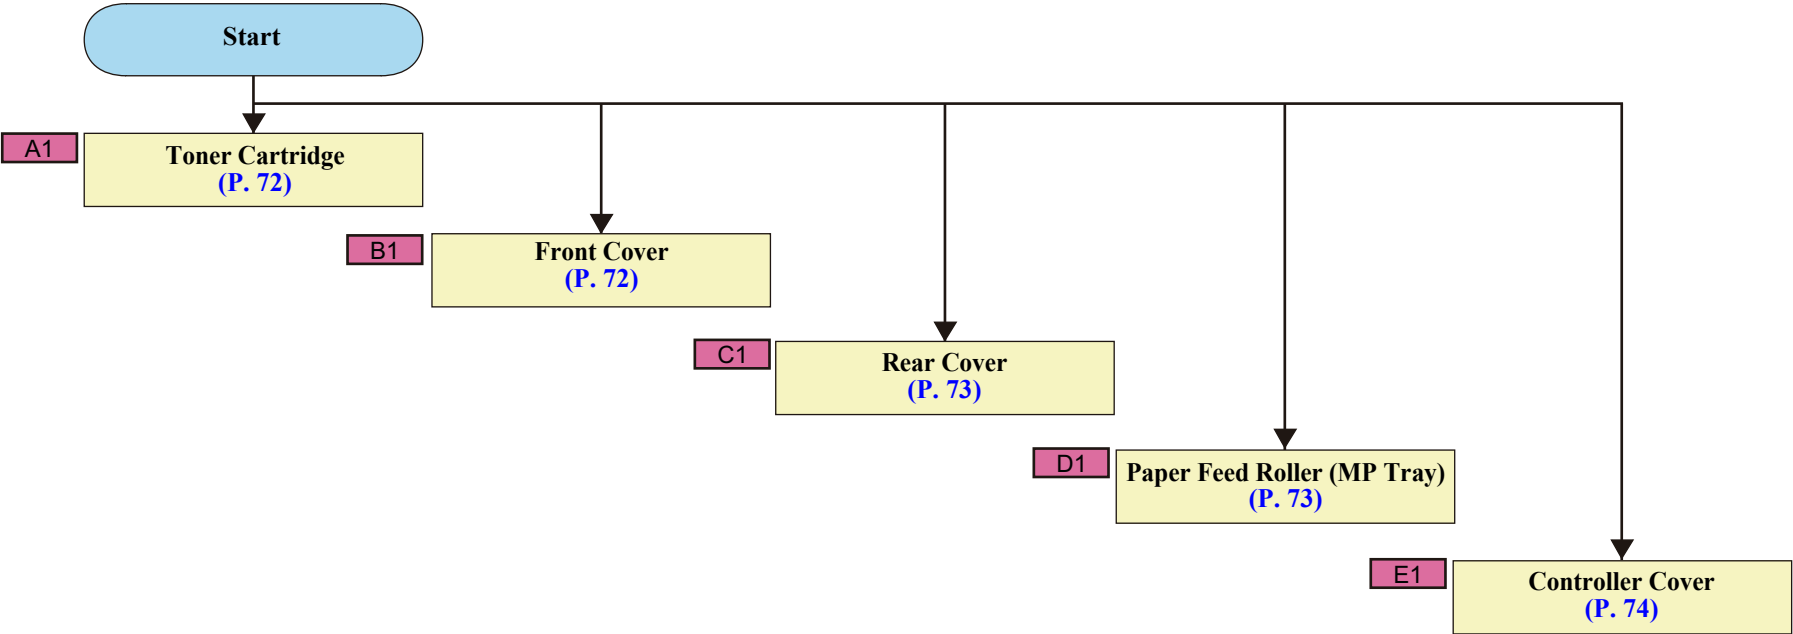 Start
A1
Toner Cartridge
(P. 72)
B1
Front Cover
(P. 72)
C1
Rear Cover
(P. 73)
D1
Paper Feed Roller (MP Tray)
(P. 73)
E1
Controller Cover
(P. 74)